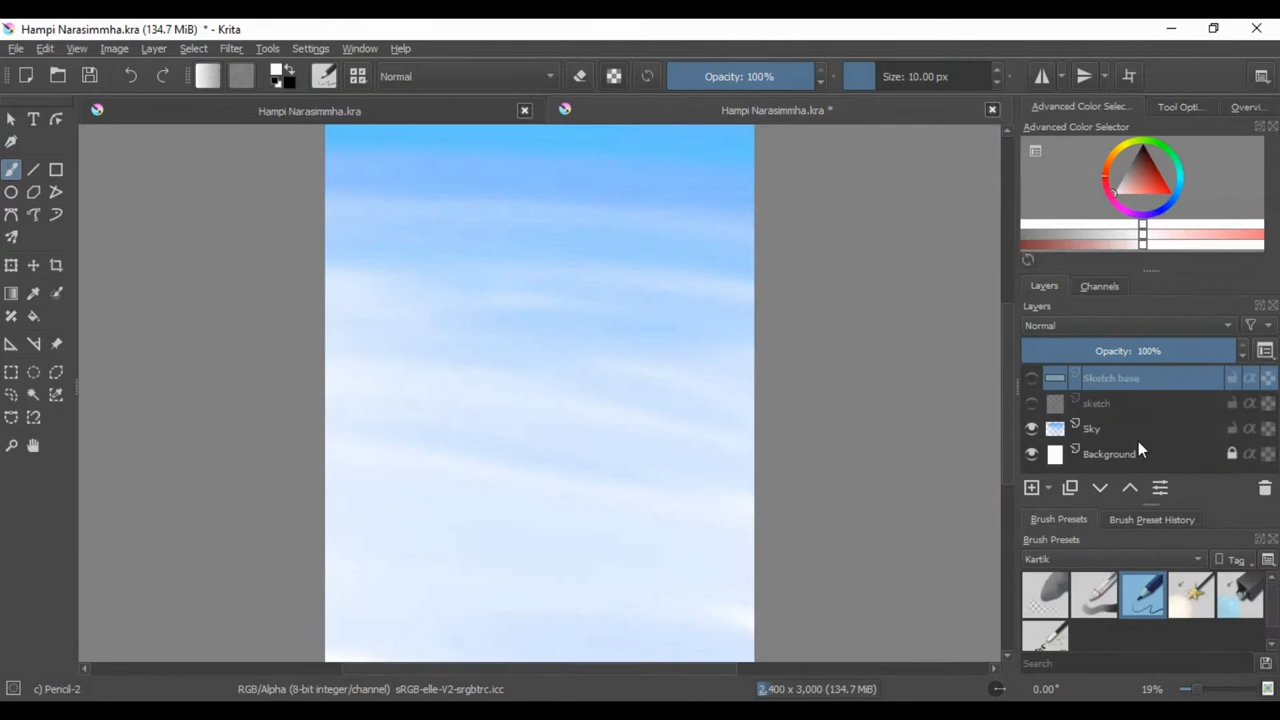 Hampi Narasimmha.kra (134.7 MiB) * - Krita
File Edit View Image Layer Filter Tools Settings Window Help
Normal Opacity: 100% Size: 10.00 px
Hampi Narasimmha.kra Hampi Narasimmha.kra *
Advanced Color Selec... Tool Opti... Overvi...
Advanced Color Selector
Layers Channels
Layers
Normal
Opacity: 100%
Sketch base
sketch
Sky
Background
Brush Presets Brush Preset History
Brush Presets
Kartik Tag
Search
c) Pencil-2 RGB/Alpha (8-bit integer/channel) sRGB-elle-V2-srgbtrc.icc 2,400 x 3,000 (134.7 MiB) 0.00° 19%